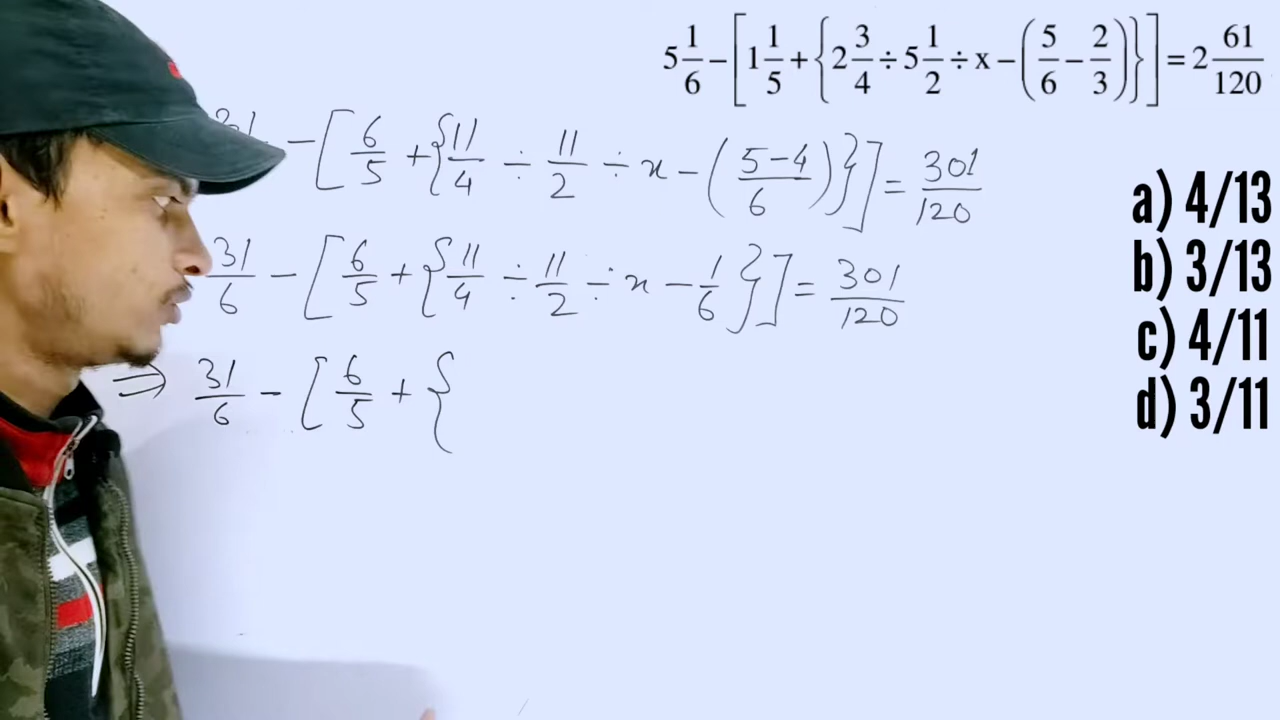 5 1/6 − [1 1/5 + {2 3/4 ÷ 5 1/2 ÷ x − (5/6 − 2/3)}] = 2 61/120
− [6/5 + {11/4 ÷ 11/2 ÷ x − ((5−4)/6)}] = 301/120
31/6 − [6/5 + {11/4 ÷ 11/2 ÷ x − 1/6}] = 301/120
⇒ 31/6 − [6/5 + {
a) 4/13
b) 3/13
c) 4/11
d) 3/11